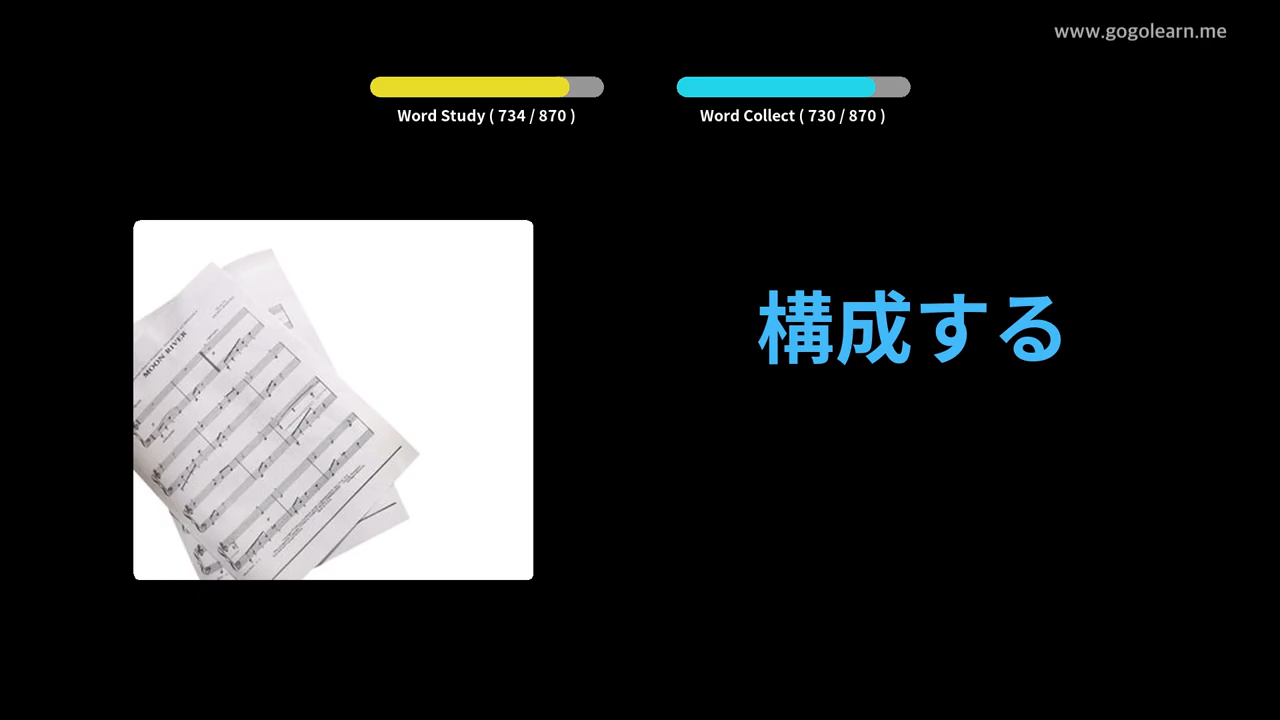 www.gogolearn.me
Word Study ( 734 / 870 )
Word Collect ( 730 / 870 )
MOON RIVER
構成する